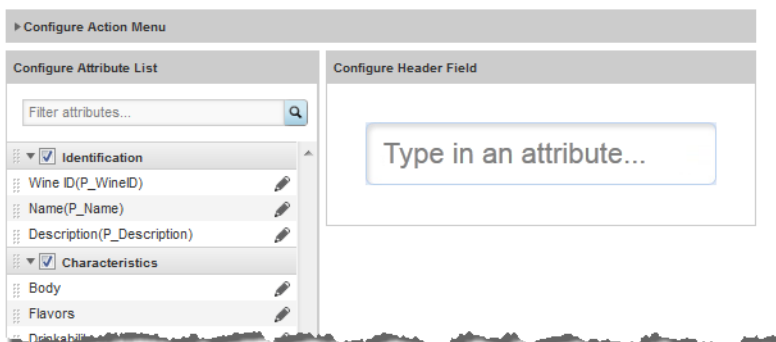 Configure Action Menu
Configure Attribute List
Configure Header Field
Filter attributes...
Type in an attribute...
Identification
Wine ID(P_WineID)
Name(P_Name)
Description(P_Description)
Characteristics
Body
Flavors